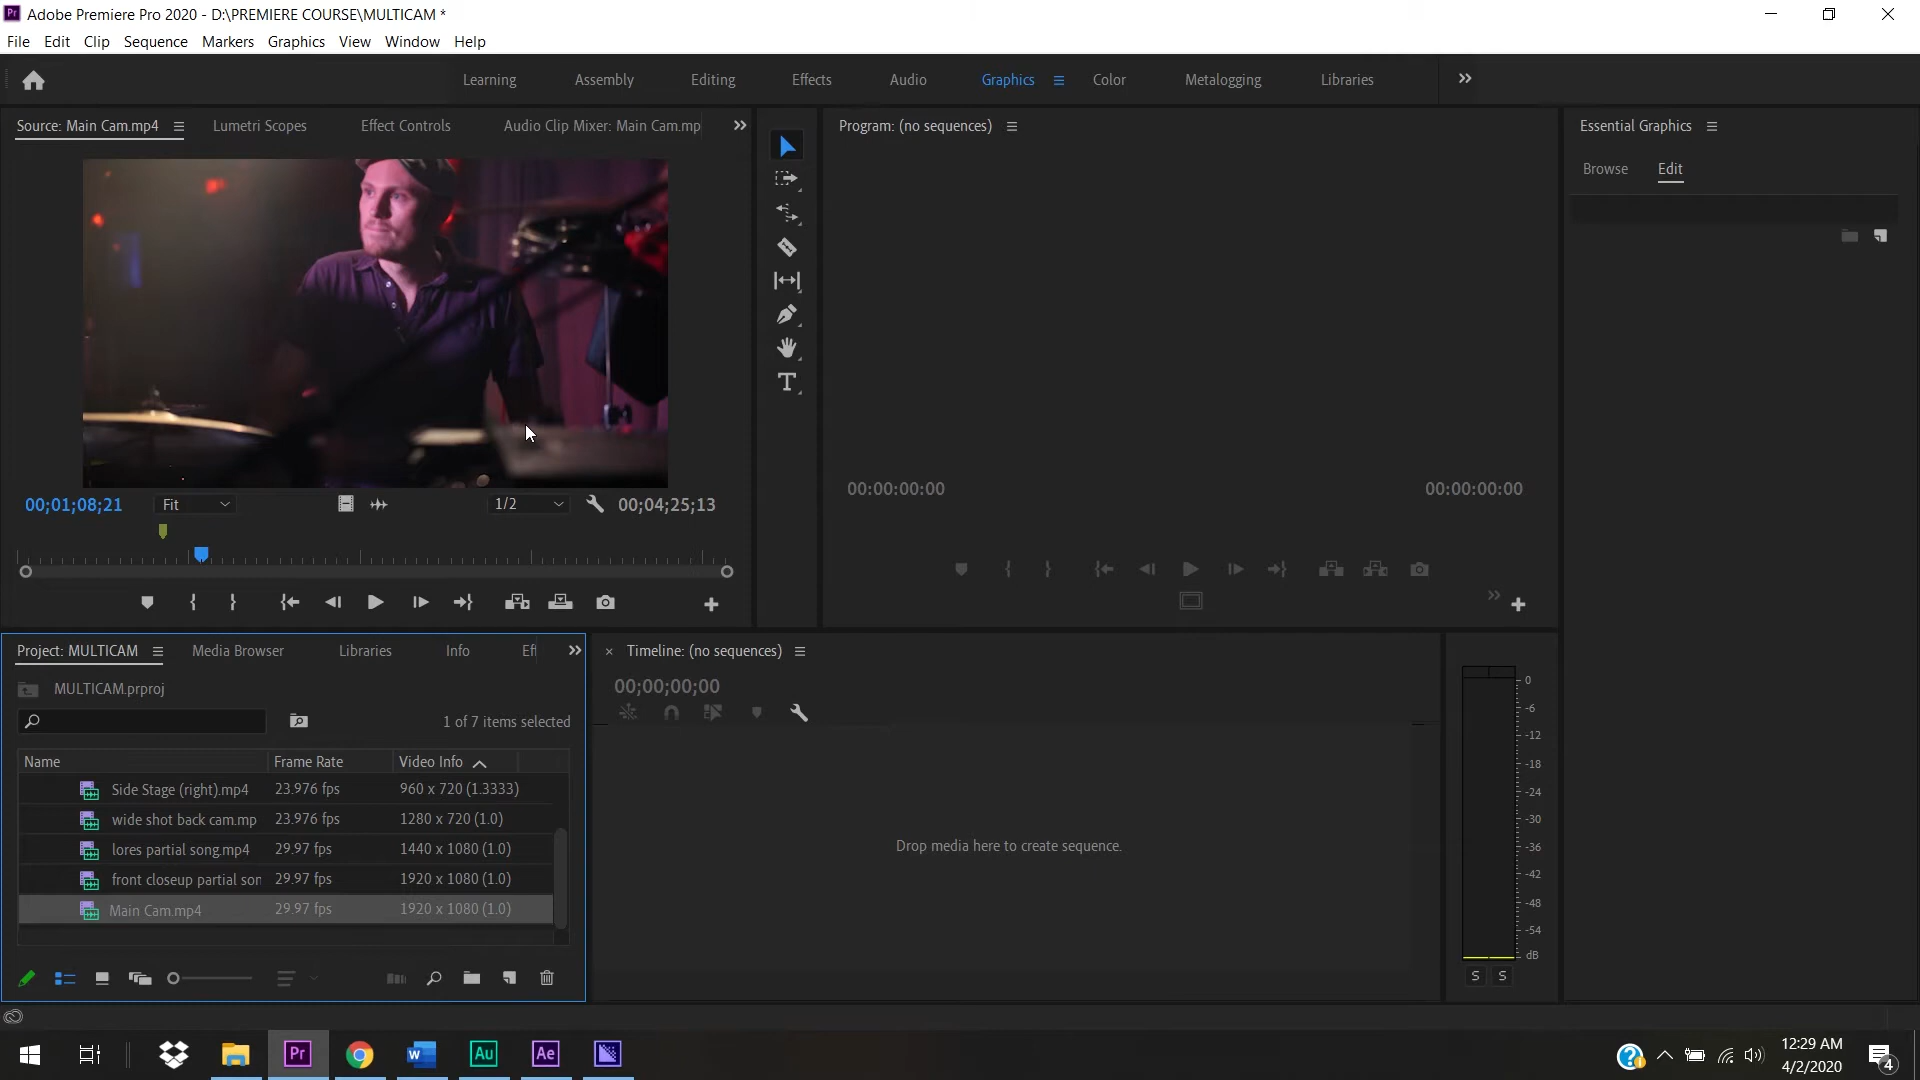 Pr Adobe Premiere Pro 2020 - D:\PREMIERE COURSE\MULTICAM *
File Edit Clip Sequence Markers Graphics View Window Help
Learning Assembly Editing Effects Audio Graphics Color Metalogging Libraries
Source: Main Cam.mp4 Lumetri Scopes Effect Controls Audio Clip Mixer: Main Cam.mp
Program: (no sequences)
Essential Graphics
Browse Edit
00;01;08;21 Fit 1/2 00;04;25;13
00:00:00:00 00:00:00:00
Project: MULTICAM Media Browser Libraries Info Eff
MULTICAM.prproj
1 of 7 items selected
Name Frame Rate Video Info
Side Stage (right).mp4 23.976 fps 960 x 720 (1.3333)
wide shot back cam.mp 23.976 fps 1280 x 720 (1.0)
lores partial song.mp4 29.97 fps 1440 x 1080 (1.0)
front closeup partial son 29.97 fps 1920 x 1080 (1.0)
Main Cam.mp4 29.97 fps 1920 x 1080 (1.0)
× Timeline: (no sequences)
00;00;00;00
Drop media here to create sequence.
0
-6
-12
-18
-24
-30
-36
-42
-48
-54
dB
S S
Pr W Au Ae
12:29 AM
4/2/2020
4